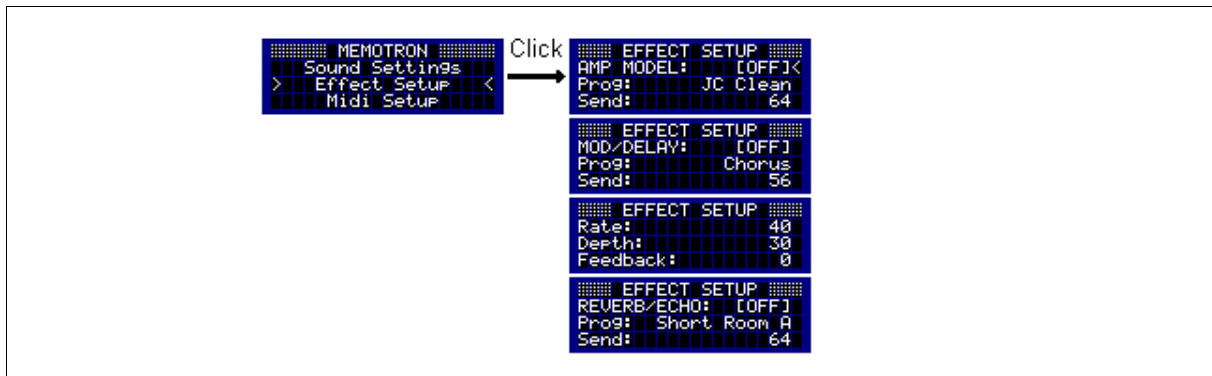 MEMOTRON
Sound Settings
> Effect Setup <
Midi Setup
Click
EFFECT SETUP
AMP MODEL: [OFF]<
Prog: JC Clean
Send: 64
EFFECT SETUP
MOD/DELAY: [OFF]
Prog: Chorus
Send: 56
EFFECT SETUP
Rate: 40
Depth: 30
Feedback: 0
EFFECT SETUP
REVERB/ECHO: [OFF]
Prog: Short Room A
Send: 64